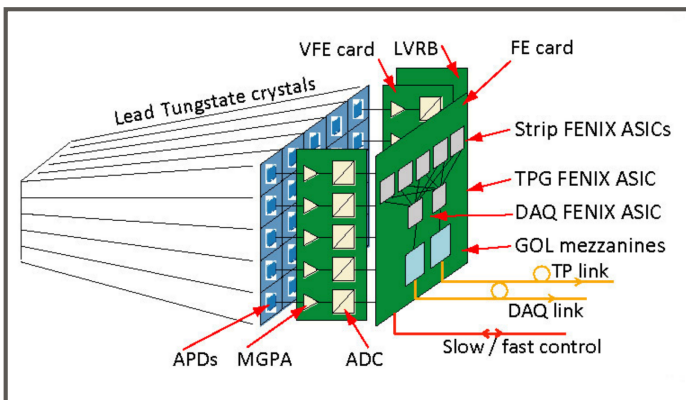 VFE card
LVRB
FE card
Lead Tungstate crystals
Strip FENIX ASICs
TPG FENIX ASIC
DAQ FENIX ASIC
GOL mezzanines
TP link
DAQ link
Slow / fast control
APDs
MGPA
ADC